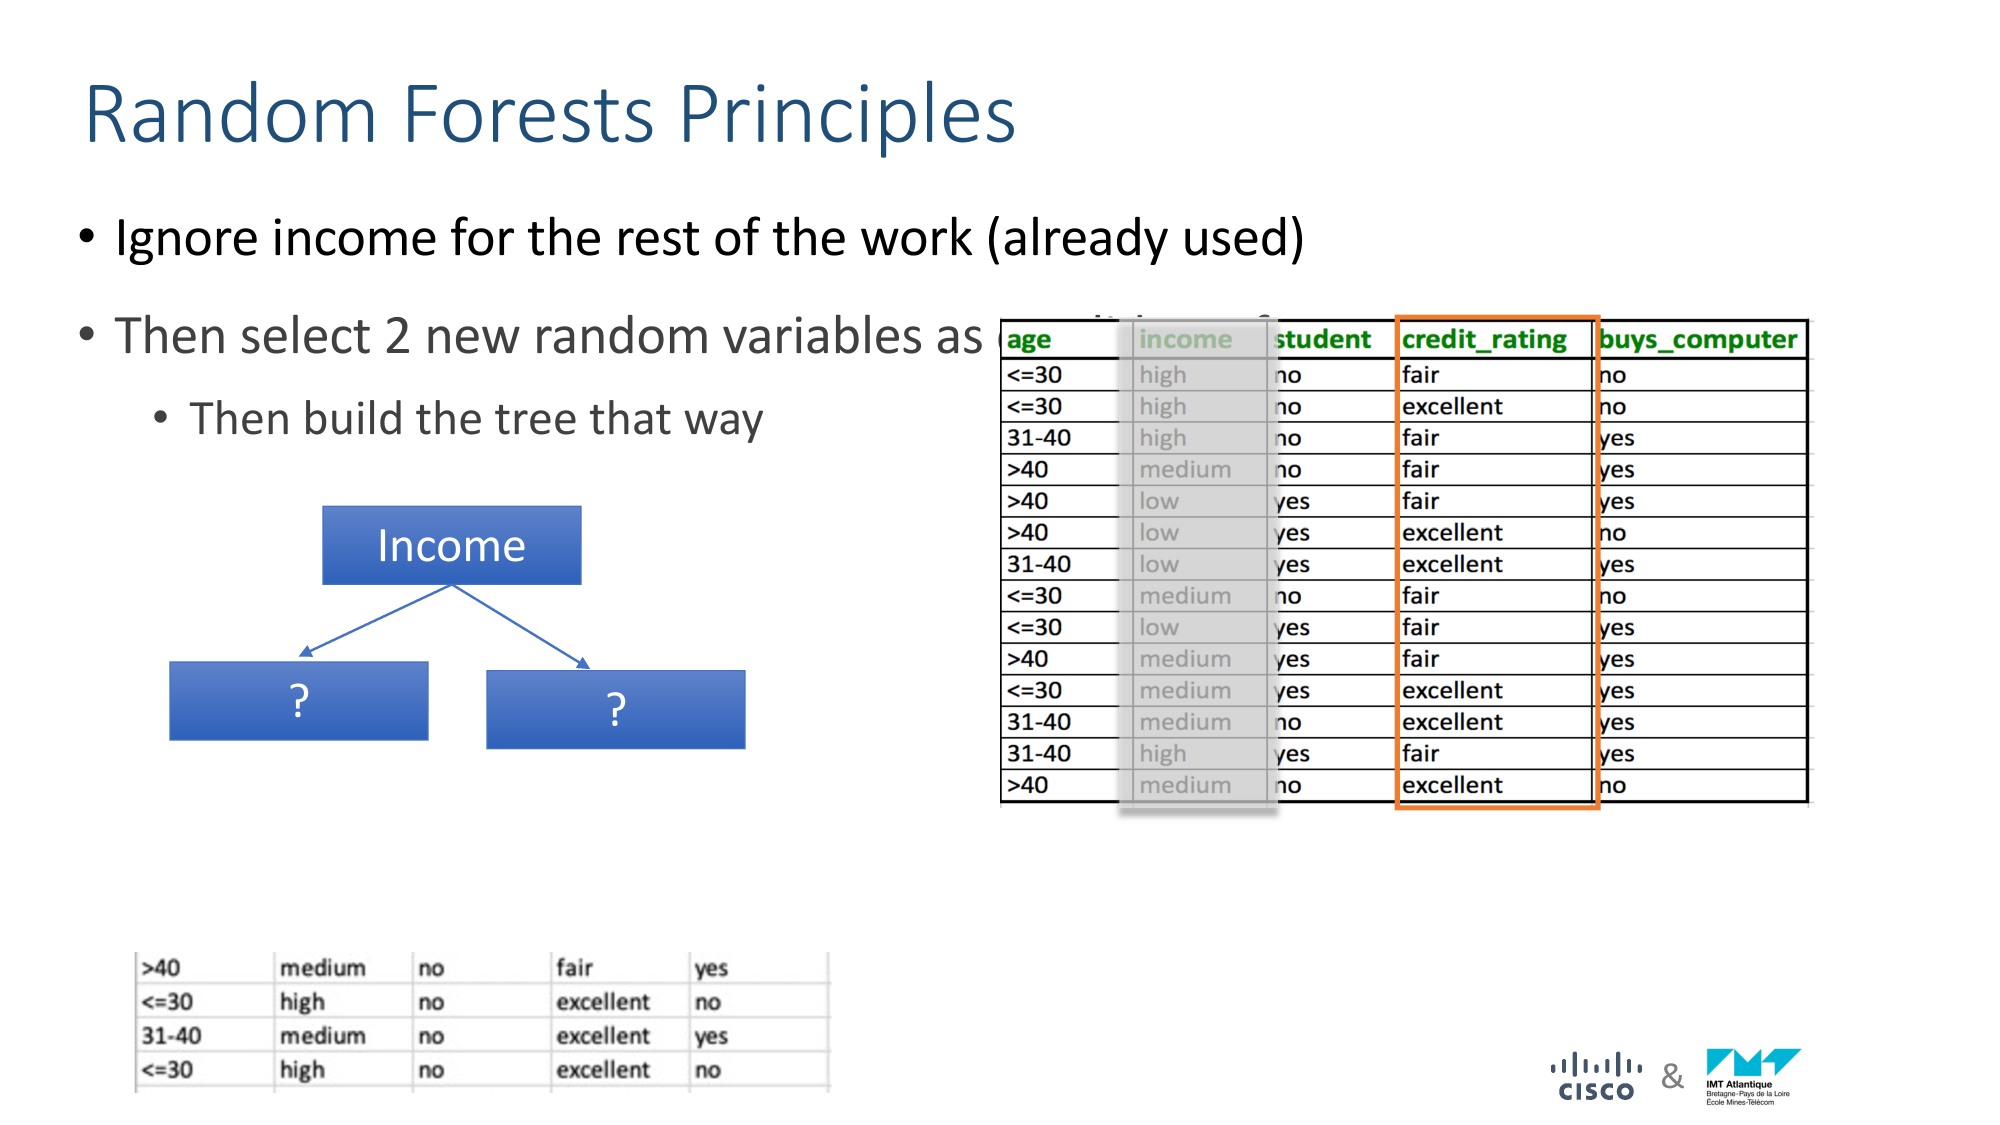 Random Forests Principles
• Ignore income for the rest of the work (already used)
• Then select 2 new random variables as
• Then build the tree that way
Income
?
?
age income student credit_rating buys_computer
<=30 high no fair no
<=30 high no excellent no
31-40 high no fair yes
>40 medium no fair yes
>40 low yes fair yes
>40 low yes excellent no
31-40 low yes excellent yes
<=30 medium no fair no
<=30 low yes fair yes
>40 medium yes fair yes
<=30 medium yes excellent yes
31-40 medium no excellent yes
31-40 high yes fair yes
>40 medium no excellent no
>40 medium no fair yes
<=30 high no excellent no
31-40 medium no excellent yes
<=30 high no excellent no
CISCO
&
IMT Atlantique
Bretagne-Pays de la Loire
École Mines-Télécom